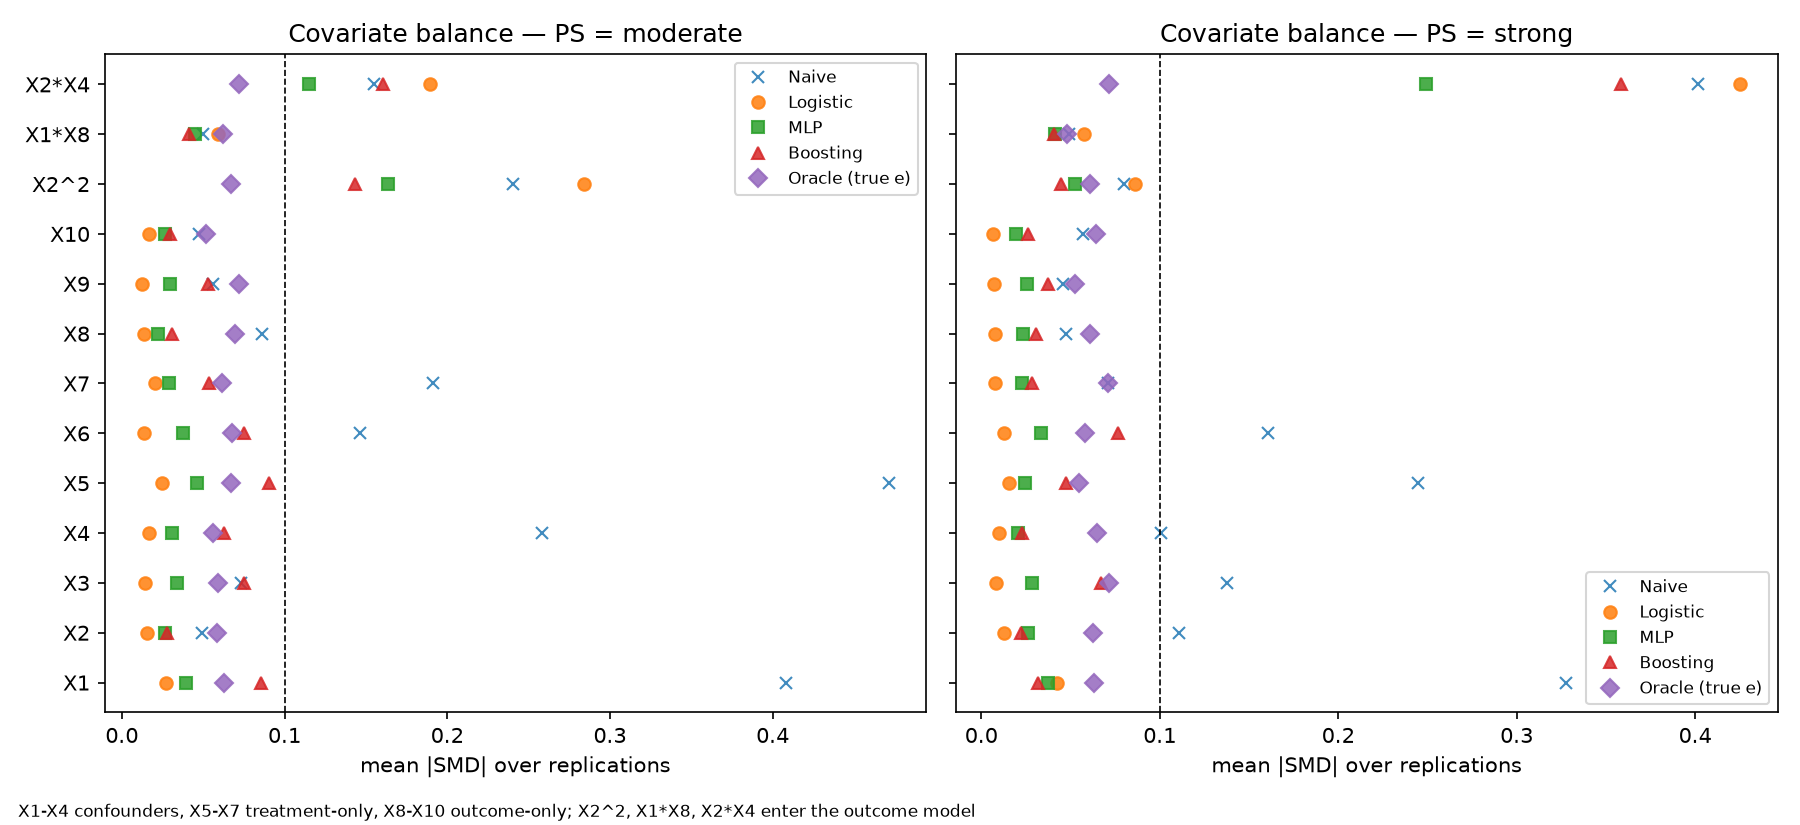 Covariate balance — PS = moderate
X2*X4
X1*X8
X2^2
X10
X9
X8
X7
X6
X5
X4
X3
X2
X1
Naive
Logistic
MLP
Boosting
Oracle (true e)
0.0 0.1 0.2 0.3 0.4
mean |SMD| over replications
Covariate balance — PS = strong
Naive
Logistic
MLP
Boosting
Oracle (true e)
0.0 0.1 0.2 0.3 0.4
mean |SMD| over replications
X1-X4 confounders, X5-X7 treatment-only, X8-X10 outcome-only; X2^2, X1*X8, X2*X4 enter the outcome model